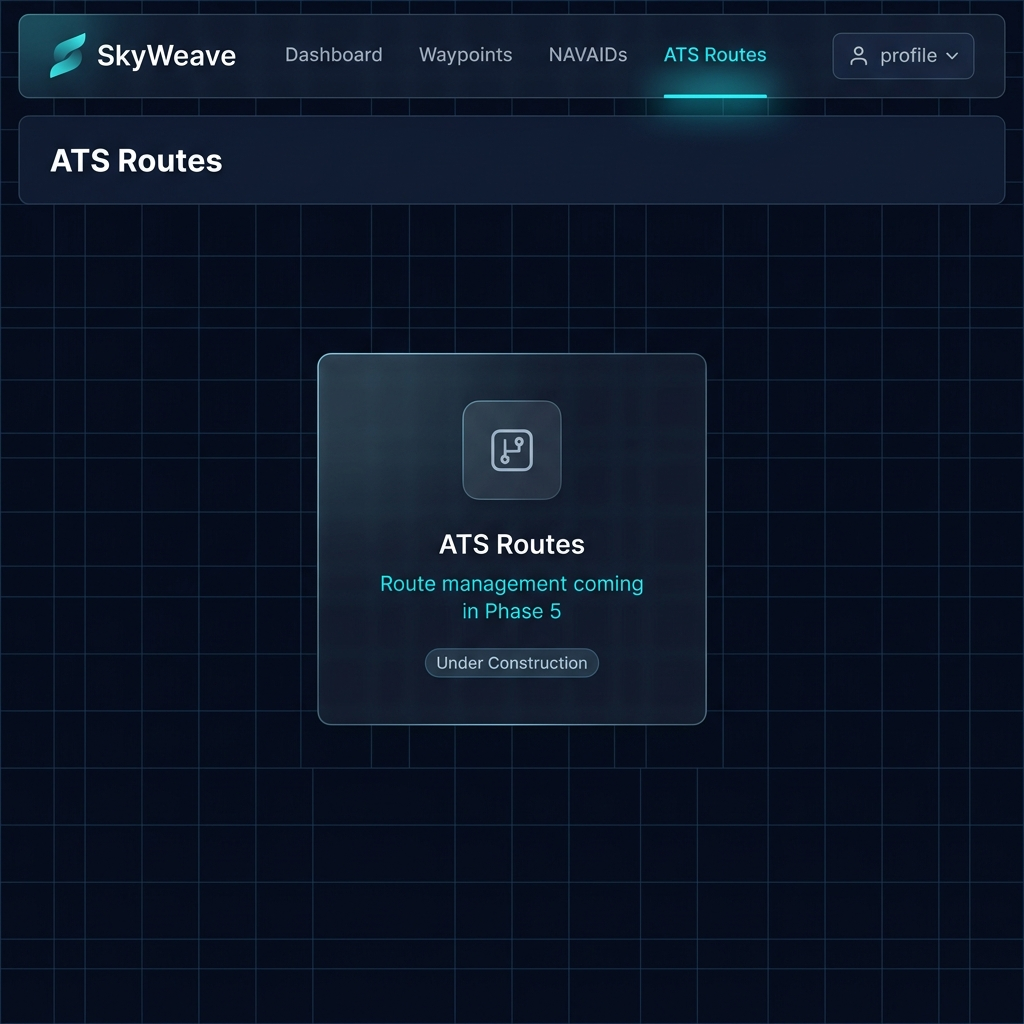 SkyWeave Dashboard Waypoints NAVAIDs ATS Routes profile
ATS Routes
ATS Routes
Route management coming
in Phase 5
Under Construction